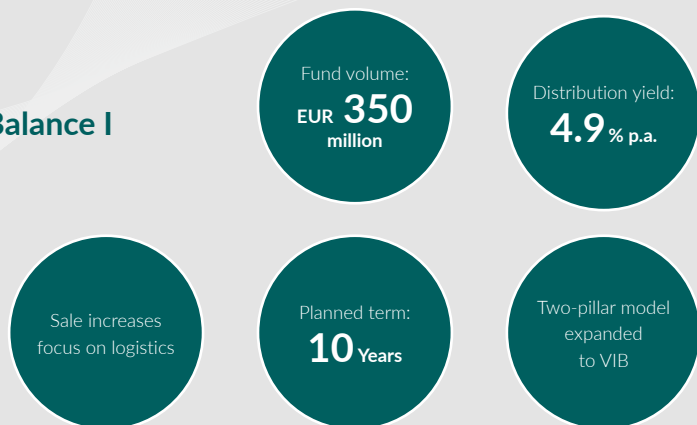 Balance I
Fund volume:
EUR 350
million
Distribution yield:
4.9 % p.a.
Sale increases
focus on logistics
Planned term:
10 Years
Two-pillar model
expanded
to VIB